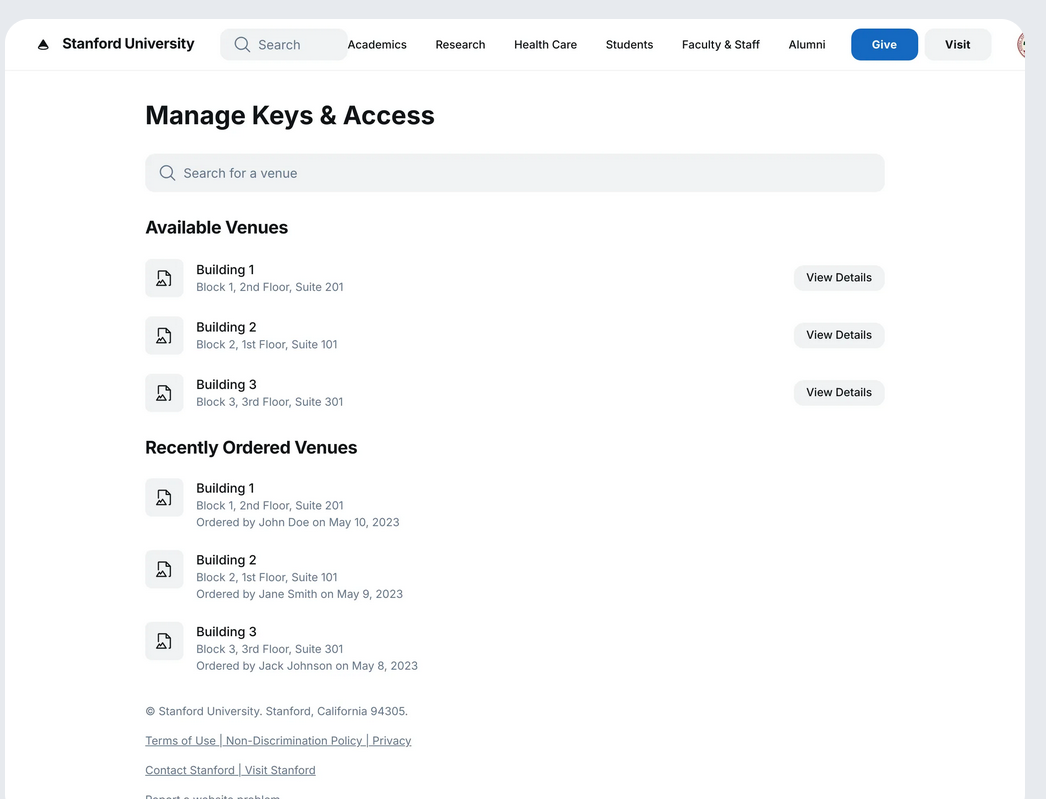 Stanford University
Search
Academics
Research
Health Care
Students
Faculty & Staff
Alumni
Give
Visit
Manage Keys & Access
Search for a venue
Available Venues
Building 1
Block 1, 2nd Floor, Suite 201
View Details
Building 2
Block 2, 1st Floor, Suite 101
View Details
Building 3
Block 3, 3rd Floor, Suite 301
View Details
Recently Ordered Venues
Building 1
Block 1, 2nd Floor, Suite 201
Ordered by John Doe on May 10, 2023
Building 2
Block 2, 1st Floor, Suite 101
Ordered by Jane Smith on May 9, 2023
Building 3
Block 3, 3rd Floor, Suite 301
Ordered by Jack Johnson on May 8, 2023
© Stanford University. Stanford, California 94305.
Terms of Use | Non-Discrimination Policy | Privacy
Contact Stanford | Visit Stanford
Report a website problem